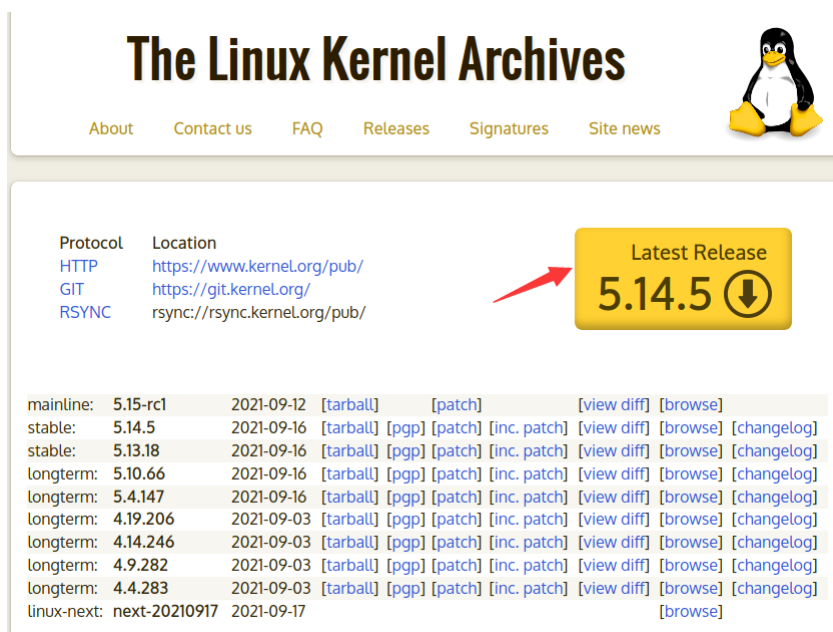 The Linux Kernel Archives
About Contact us FAQ Releases Signatures Site news
Protocol Location
HTTP https://www.kernel.org/pub/
GIT https://git.kernel.org/
RSYNC rsync://rsync.kernel.org/pub/
Latest Release
5.14.5
mainline: 5.15-rc1 2021-09-12 [tarball] [patch] [view diff] [browse]
stable: 5.14.5 2021-09-16 [tarball] [pgp] [patch] [inc. patch] [view diff] [browse] [changelog]
stable: 5.13.18 2021-09-16 [tarball] [pgp] [patch] [inc. patch] [view diff] [browse] [changelog]
longterm: 5.10.66 2021-09-16 [tarball] [pgp] [patch] [inc. patch] [view diff] [browse] [changelog]
longterm: 5.4.147 2021-09-16 [tarball] [pgp] [patch] [inc. patch] [view diff] [browse] [changelog]
longterm: 4.19.206 2021-09-03 [tarball] [pgp] [patch] [inc. patch] [view diff] [browse] [changelog]
longterm: 4.14.246 2021-09-03 [tarball] [pgp] [patch] [inc. patch] [view diff] [browse] [changelog]
longterm: 4.9.282 2021-09-03 [tarball] [pgp] [patch] [inc. patch] [view diff] [browse] [changelog]
longterm: 4.4.283 2021-09-03 [tarball] [pgp] [patch] [inc. patch] [view diff] [browse] [changelog]
linux-next: next-20210917 2021-09-17 [browse]